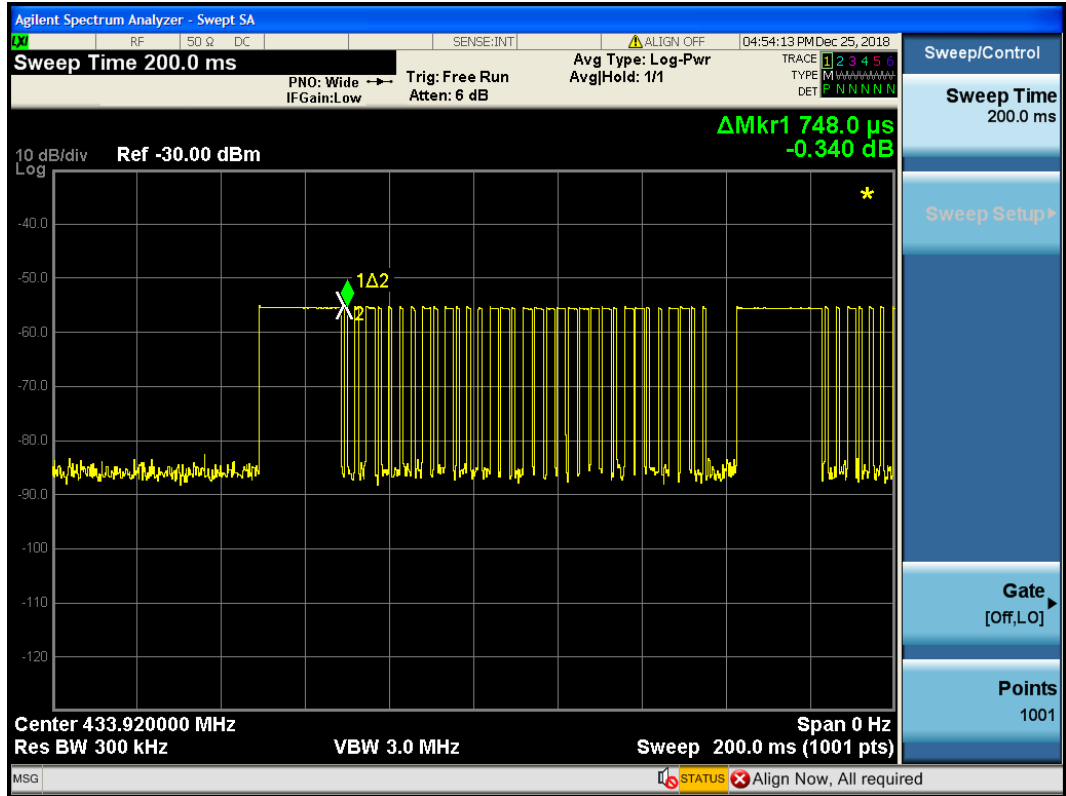 Agilent Spectrum Analyzer - Swept SA
LXI RF 50 Ω DC SENSE:INT ALIGN OFF 04:54:13 PM Dec 25, 2018
Sweep Time 200.0 ms
PNO: Wide
IFGain:Low
Trig: Free Run
Atten: 6 dB
Avg Type: Log-Pwr
Avg|Hold: 1/1
TRACE 1 2 3 4 5 6
TYPE M
DET P N N N N N
ΔMkr1 748.0 µs
-0.340 dB
10 dB/div Ref -30.00 dBm
Log
*
-40.0
-50.0
1Δ2
2
-60.0
-70.0
-80.0
-90.0
-100
-110
-120
Center 433.920000 MHz Span 0 Hz
Res BW 300 kHz VBW 3.0 MHz Sweep 200.0 ms (1001 pts)
MSG STATUS Align Now, All required
Sweep/Control
Sweep Time
200.0 ms
Sweep Setup
Gate
[Off,LO]
Points
1001